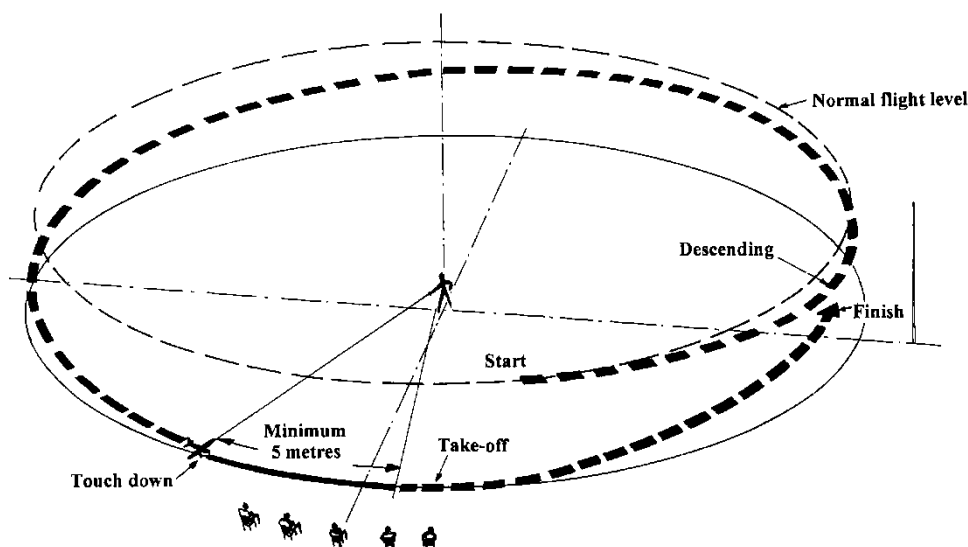 Normal flight level
Descending
Finish
Start
Minimum
5 metres
Take-off
Touch down